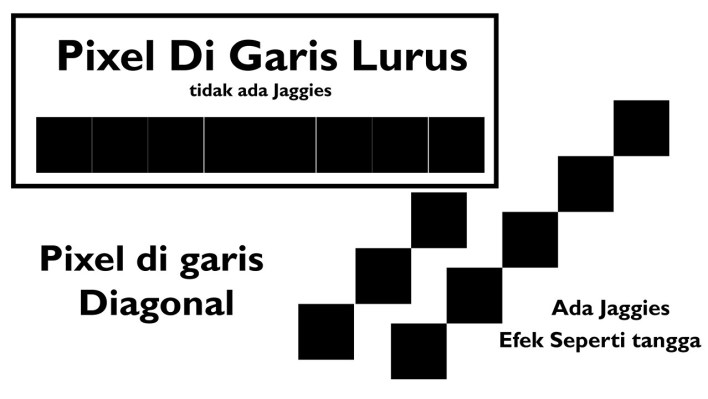 Pixel Di Garis Lurus
tidak ada Jaggies
Pixel di garis
Diagonal
Ada Jaggies
Efek Seperti tangga